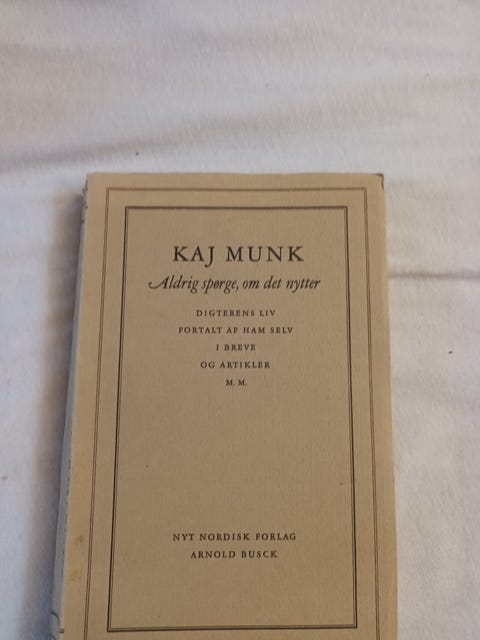 KAJ MUNK
Aldrig spørge, om det nytter
DIGTERENS LIV
FORTALT AF HAM SELV
I BREVE
OG ARTIKLER
M. M.
NYT NORDISK FORLAG
ARNOLD BUSCK